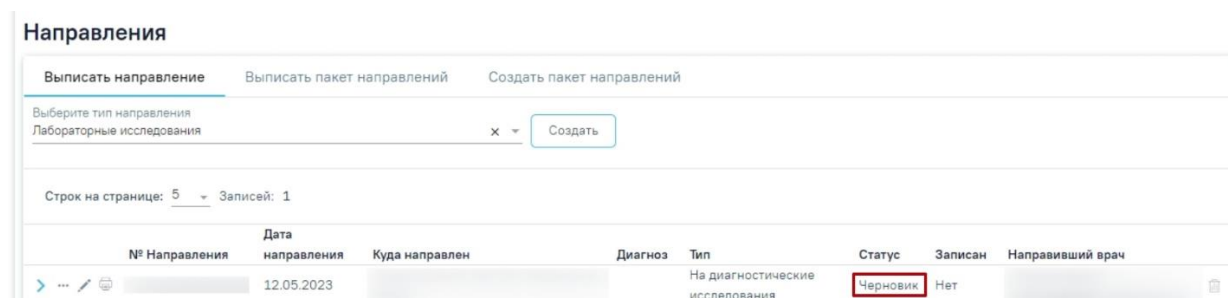 Направления
Выписать направление Выписать пакет направлений Создать пакет направлений
Выберите тип направления
Лабораторные исследования × Создать
Строк на странице: 5 Записей: 1
№ Направления Дата направления Куда направлен Диагноз Тип Статус Записан Направивший врач
12.05.2023 На диагностические исследования Черновик Нет